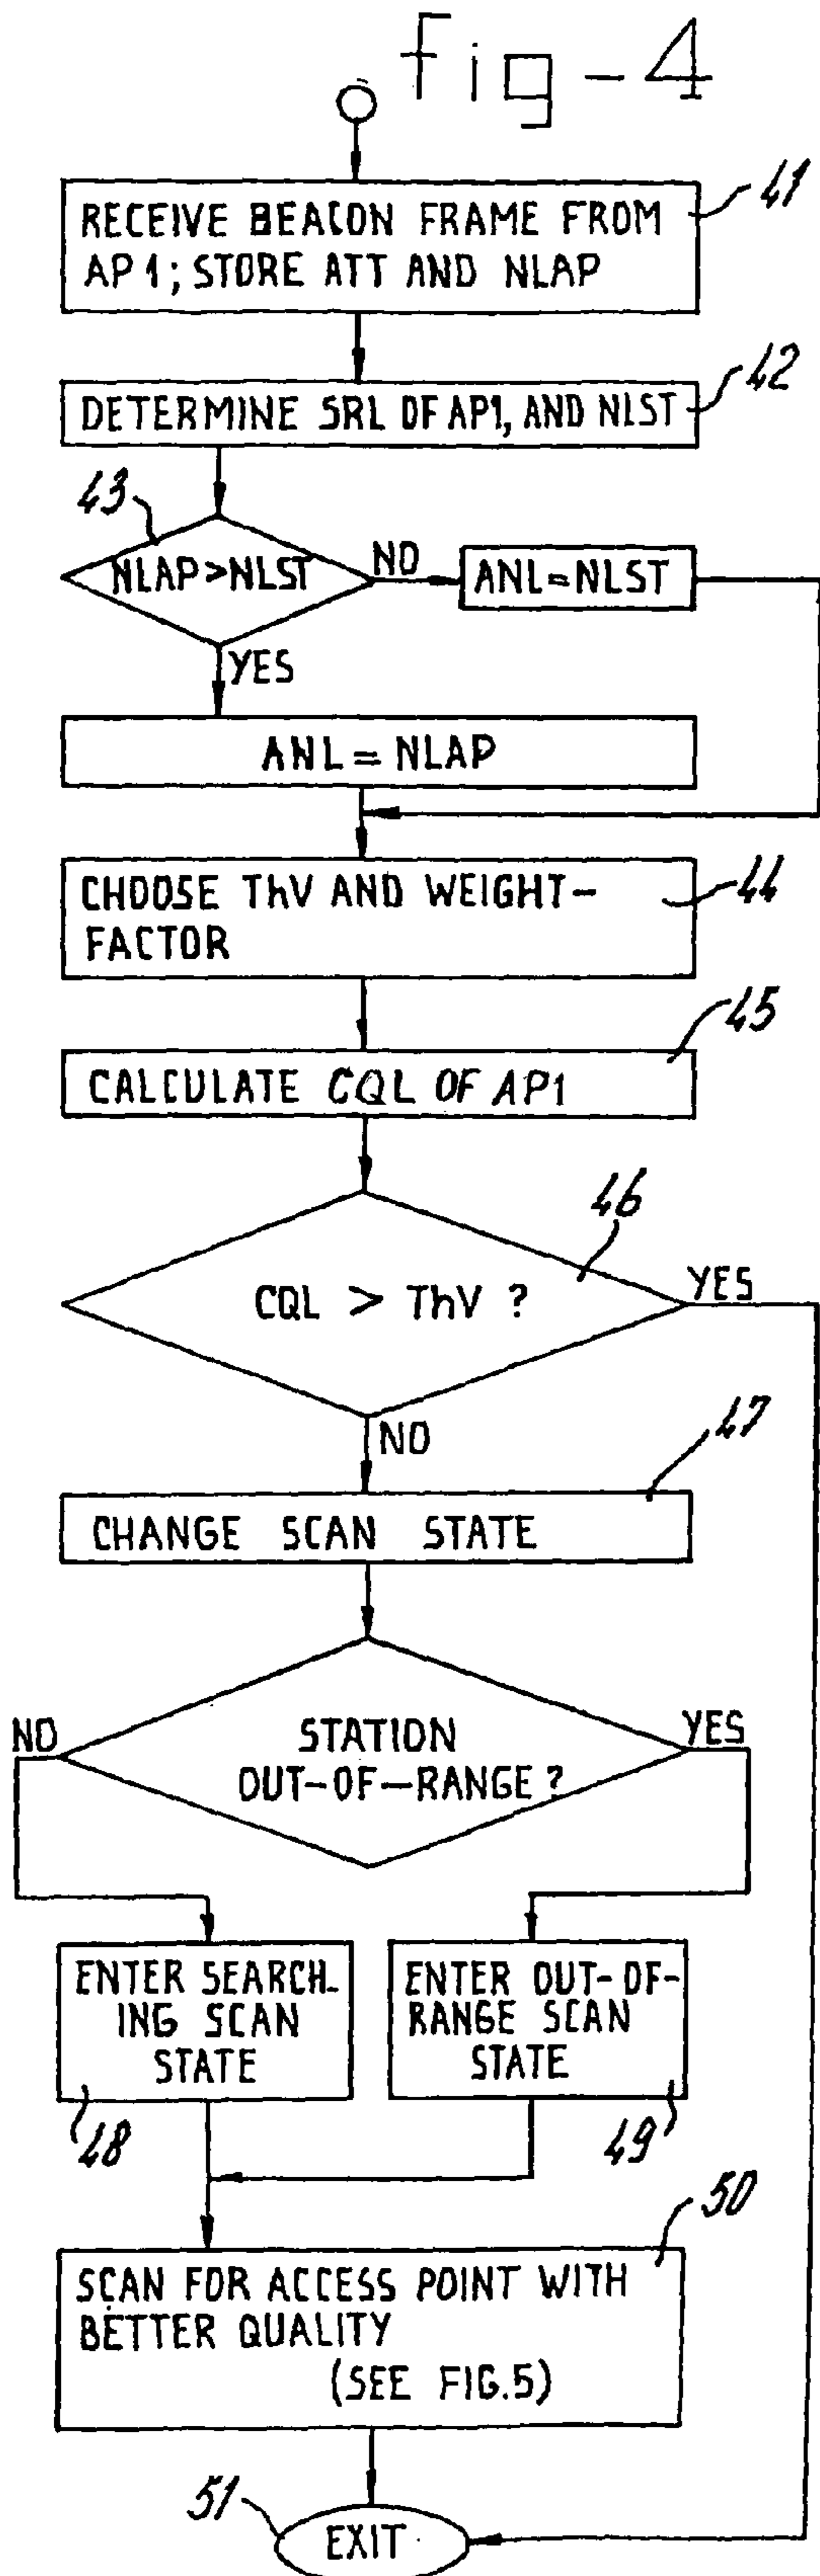 fig-4
41
RECEIVE BEACON FRAME FROM
AP1; STORE ATT AND NLAP
42
DETERMINE SRL OF AP1, AND NLST
43
NLAP>NLST
NO
ANL=NLST
YES
ANL = NLAP
44
CHOOSE ThV AND WEIGHT-
FACTOR
45
CALCULATE CQL OF AP1
46
CQL > ThV ?
YES
NO
47
CHANGE SCAN STATE
NO
STATION
OUT-OF-RANGE ?
YES
ENTER SEARCH-
ING SCAN
STATE
48
ENTER OUT-OF-
RANGE SCAN
STATE
49
50
SCAN FOR ACCESS POINT WITH
BETTER QUALITY
(SEE FIG.5)
51
EXIT